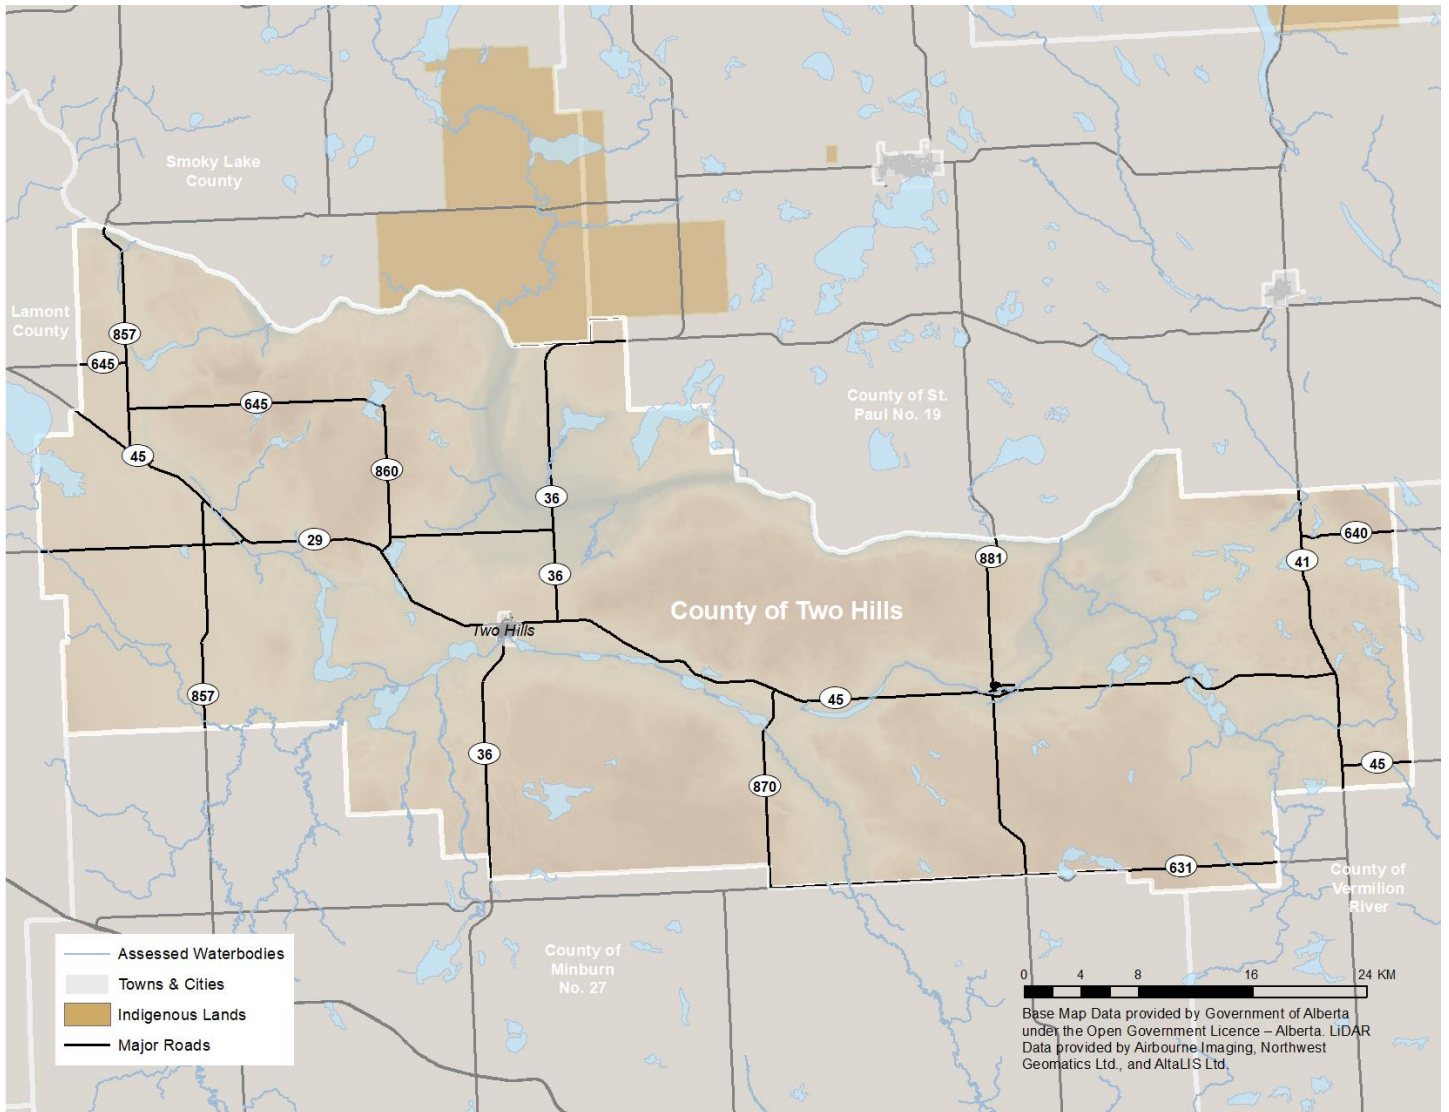 Smoky Lake
County
Lamont
County
857
645
645
45
860
36
29
36
County of St.
Paul No. 19
881
640
41
County of Two Hills
Two Hills
857
45
36
870
45
631
County of
Vermilion
River
County of
Minburn
No. 27
Assessed Waterbodies
Towns & Cities
Indigenous Lands
Major Roads
0 4 8 16 24 KM
Base Map Data provided by Government of Alberta
under the Open Government Licence – Alberta. LiDAR
Data provided by Airbourne Imaging, Northwest
Geomatics Ltd., and AltaLIS Ltd.